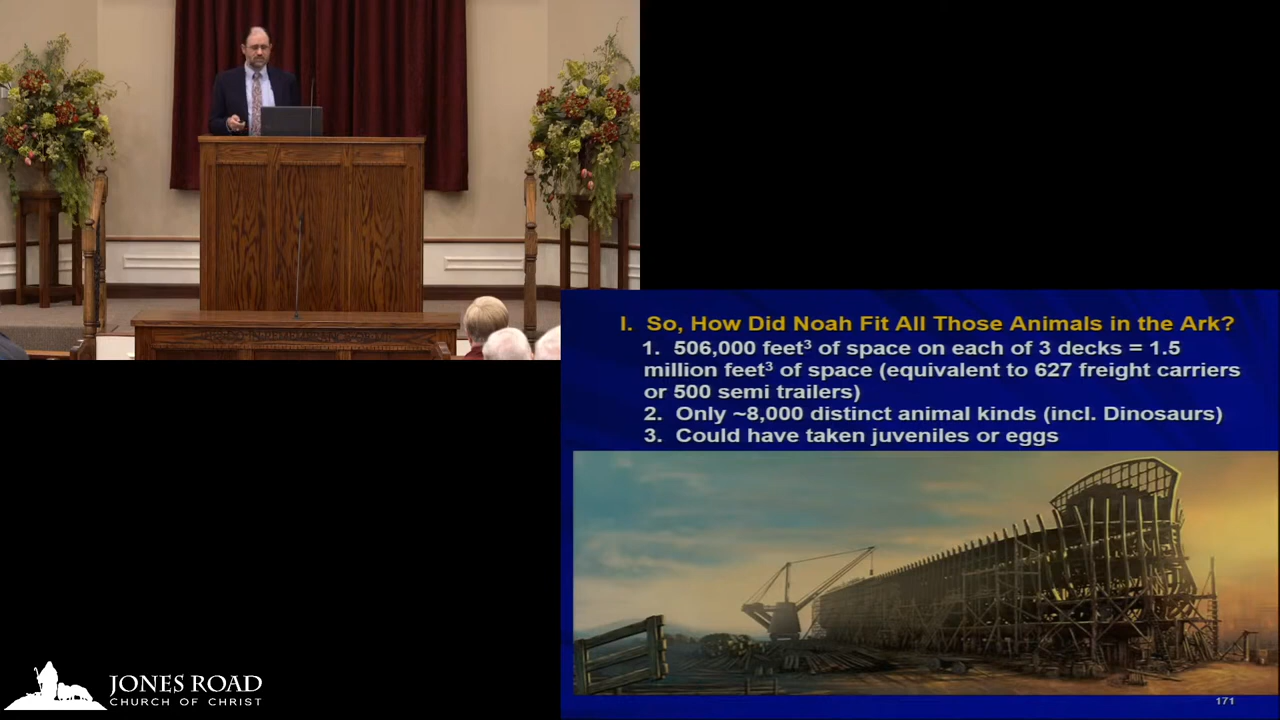 I. So, How Did Noah Fit All Those Animals in the Ark?
1. 506,000 feet³ of space on each of 3 decks = 1.5
million feet³ of space (equivalent to 627 freight carriers
or 500 semi trailers)
2. Only ~8,000 distinct animal kinds (incl. Dinosaurs)
3. Could have taken juveniles or eggs
171
JONES ROAD
CHURCH OF CHRIST